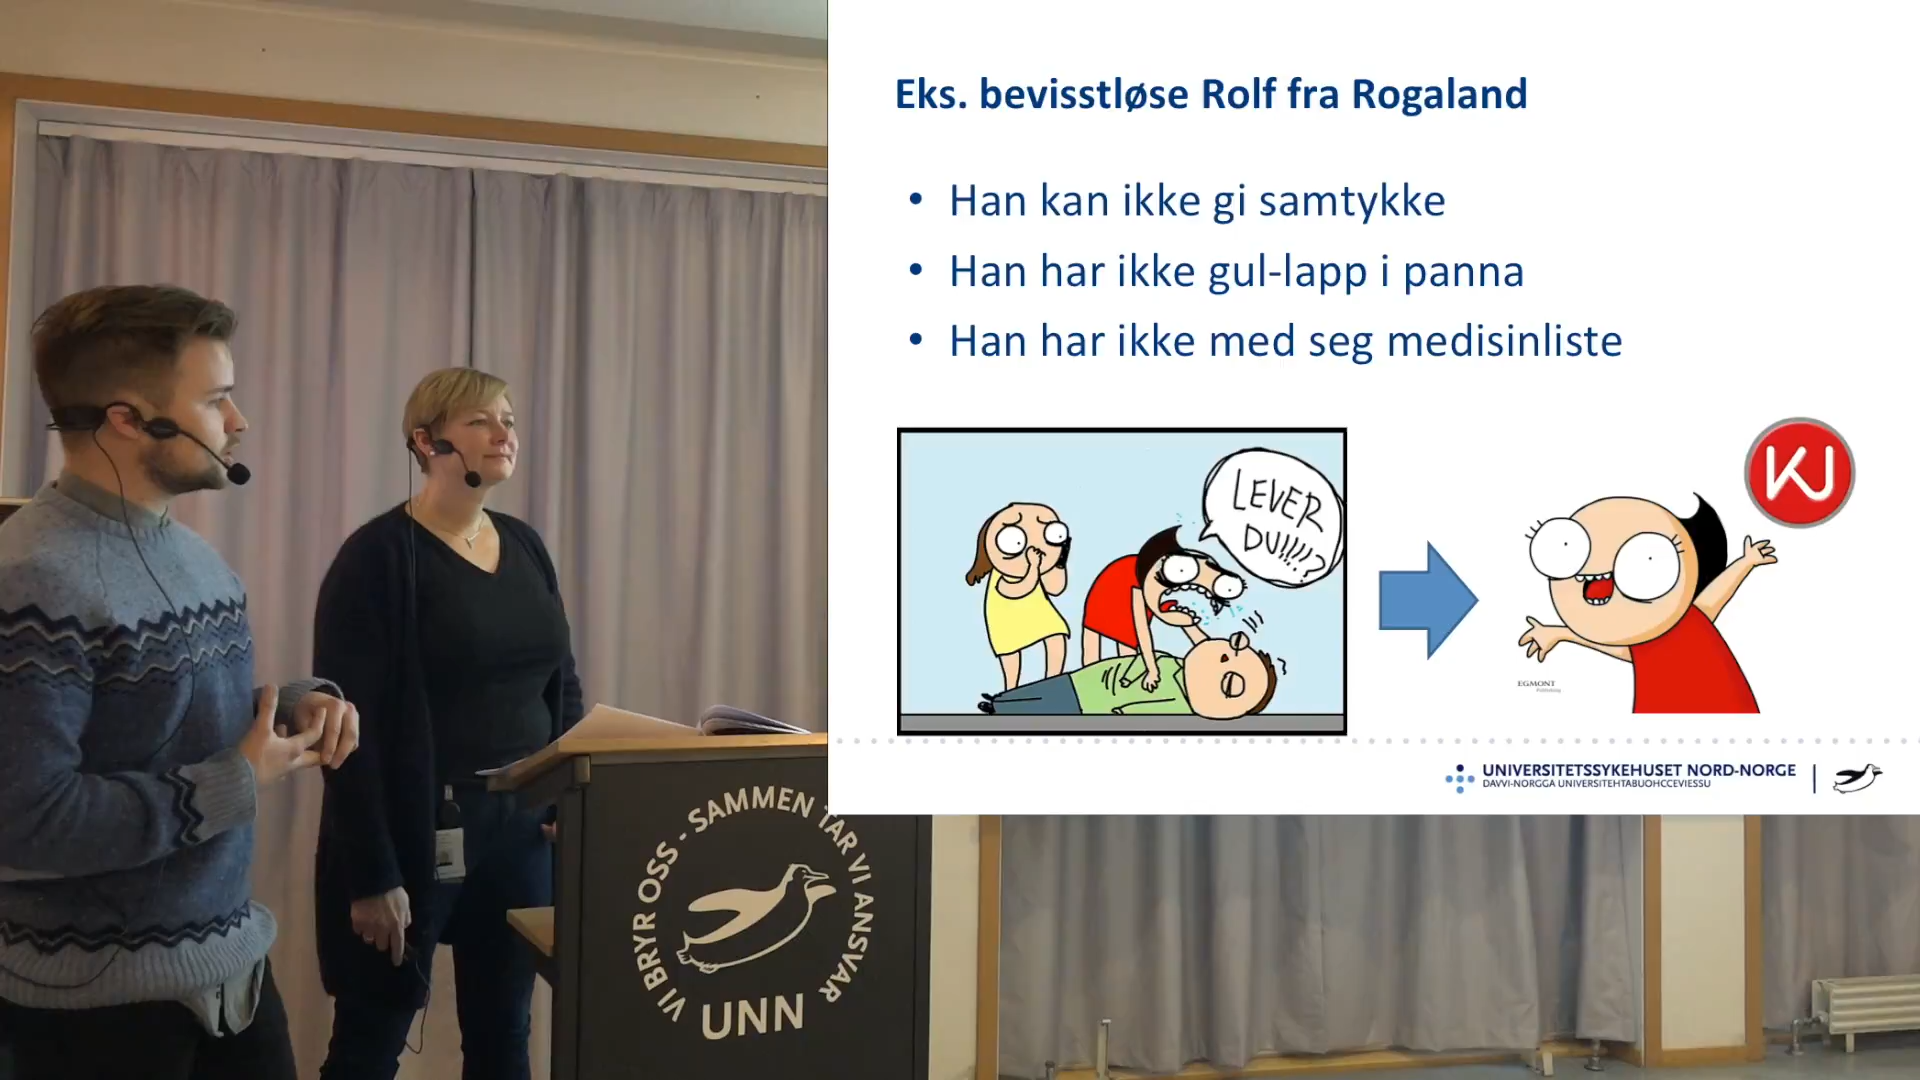 Eks. bevisstløse Rolf fra Rogaland
• Han kan ikke gi samtykke
• Han har ikke gul-lapp i panna
• Han har ikke med seg medisinliste
LEVER
DU!!!!!?
KJ
EGMONT
Publishing
UNIVERSITETSSYKEHUSET NORD-NORGE
DAVVI-NORGGA UNIVERSITEHTABUOHCCEVIESSU
VI BRYR OSS - SAMMEN TAR VI ANSVAR
UNN